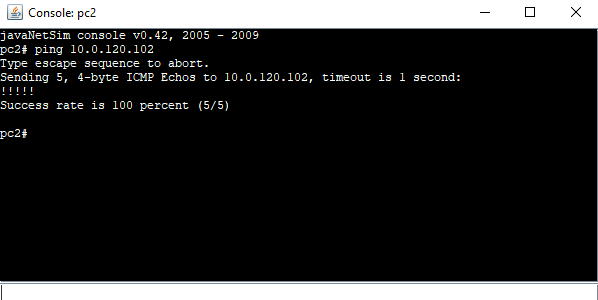 Console: pc2
javaNetSim console v0.42, 2005 - 2009
pc2# ping 10.0.120.102
Type escape sequence to abort.
Sending 5, 4-byte ICMP Echos to 10.0.120.102, timeout is 1 second:
!!!!!
Success rate is 100 percent (5/5)
pc2#